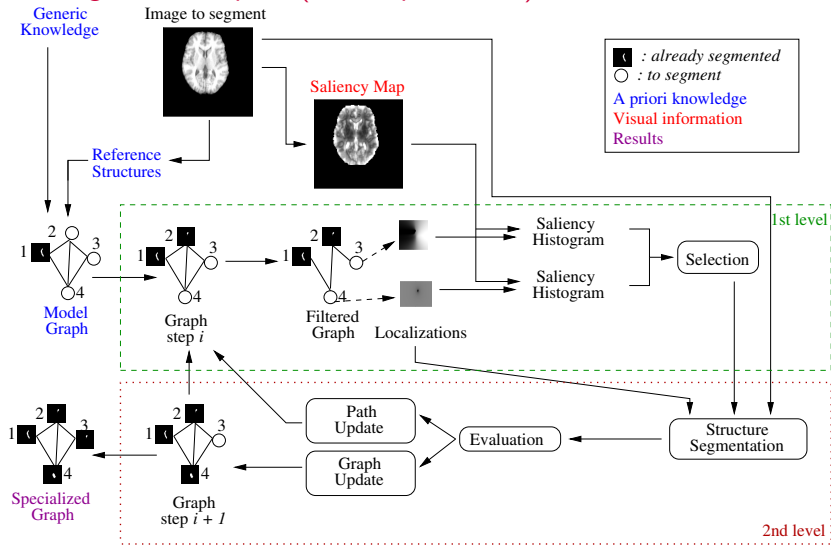 Generic
Knowledge
Image to segment
Saliency Map
: already segmented
: to segment
A priori knowledge
Visual information
Results
Reference
Structures
1st level
2
1
3
4
Model
Graph
2
1
3
4
Graph
step i
2
1
3
4
Filtered
Graph
Localizations
Saliency
Histogram
Saliency
Histogram
Selection
Path
Update
Graph
Update
Evaluation
Structure
Segmentation
2
1
3
4
Specialized
Graph
2
1
3
4
Graph
step i + 1
2nd level